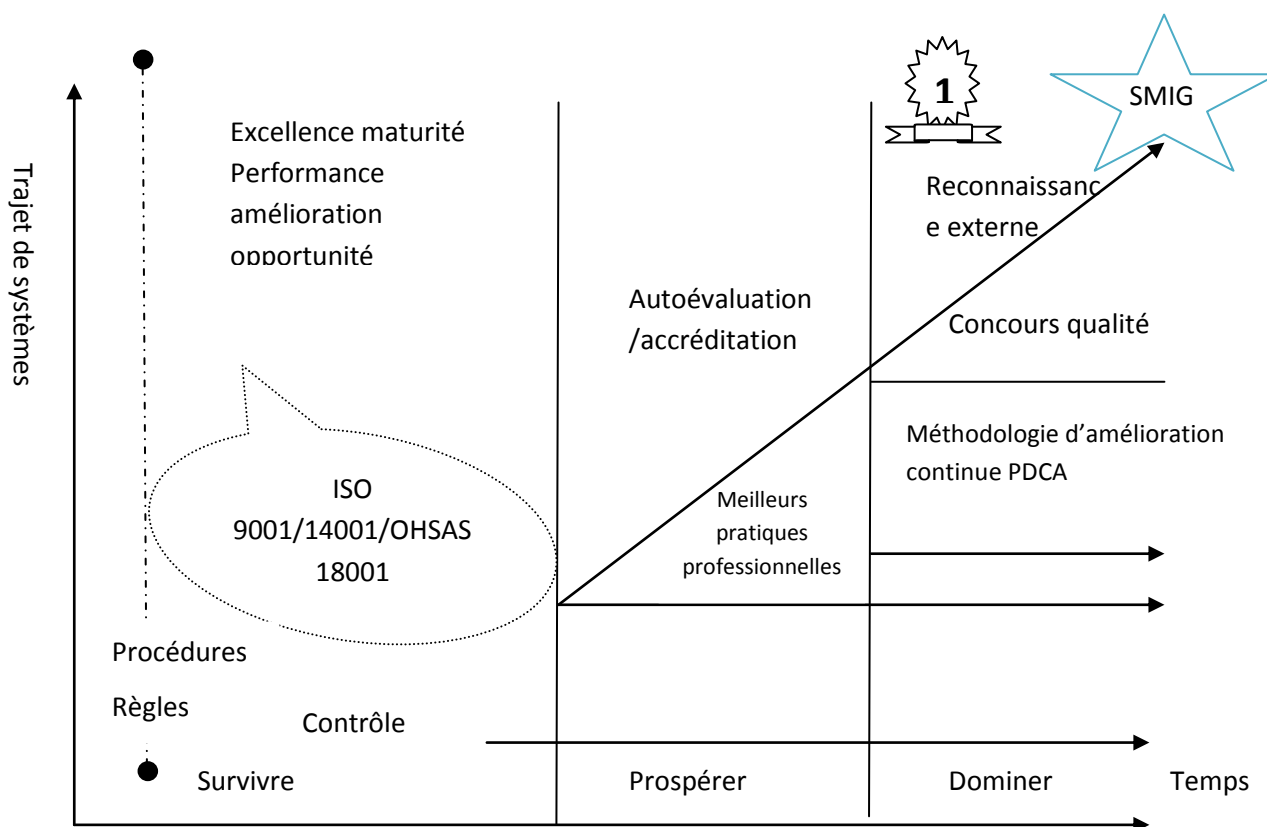 1
SMIG
Trajet de systèmes
Excellence maturité
Performance
amélioration
opportunité
Reconnaissanc
e externe
Autoévaluation
/accréditation
Concours qualité
Méthodologie d’amélioration
continue PDCA
ISO
9001/14001/OHSAS
18001
Meilleurs
pratiques
professionnelles
Procédures
Règles
Contrôle
Survivre
Prospérer
Dominer
Temps